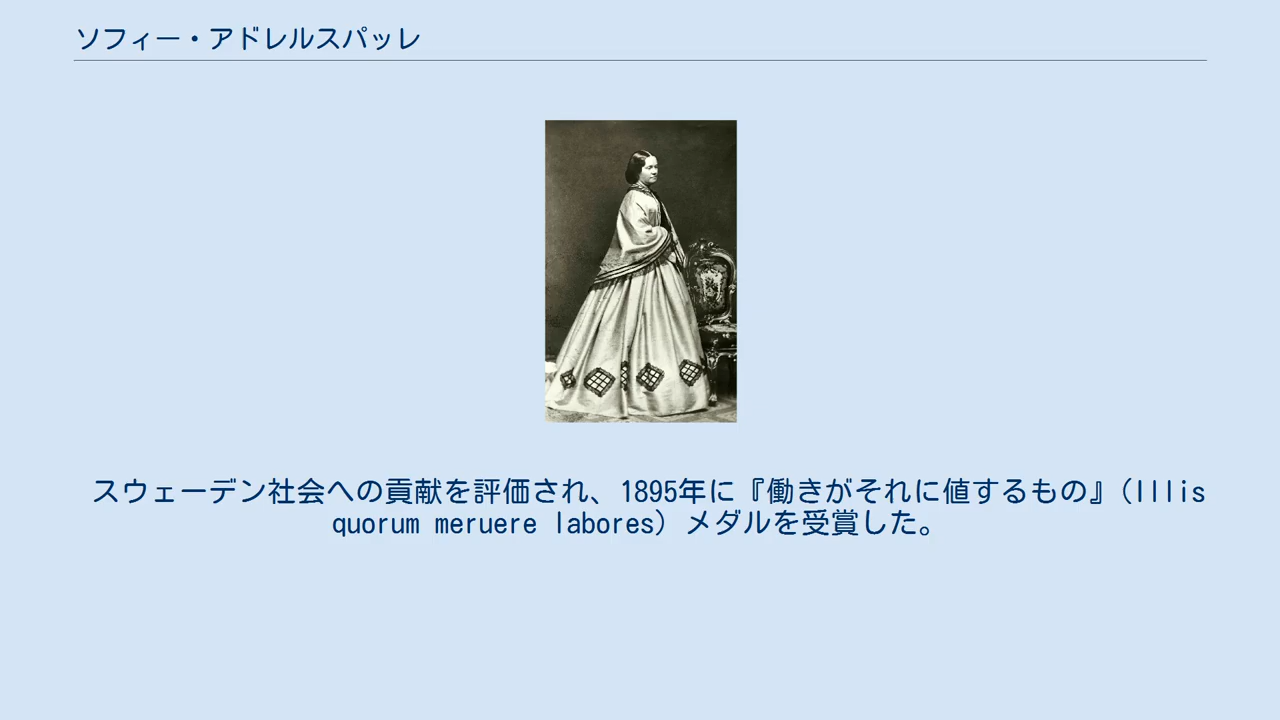 ソフィー・アドレルスパッレ
スウェーデン社会への貢献を評価され、1895年に『働きがそれに値するもの』（Illis
quorum meruere labores）メダルを受賞した。